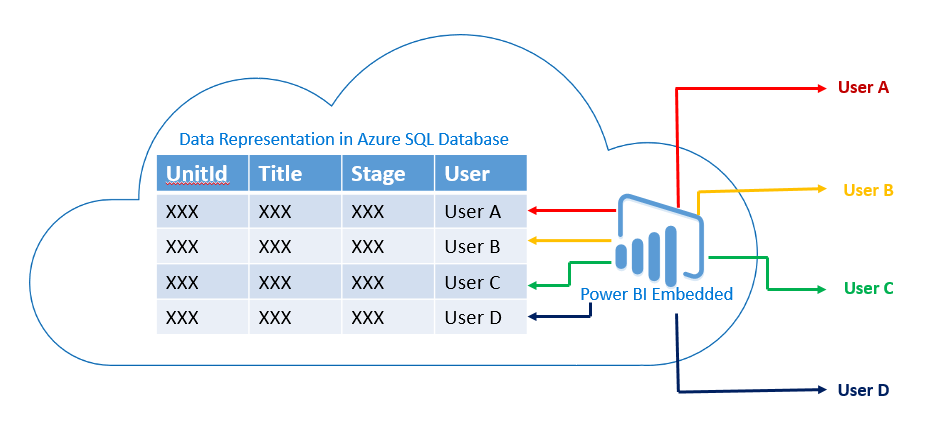 User A
Data Representation in Azure SQL Database
UnitId Title Stage User
XXX XXX XXX User A
User B
XXX XXX XXX User B
XXX XXX XXX User C
Power BI Embedded
User C
XXX XXX XXX User D
User D